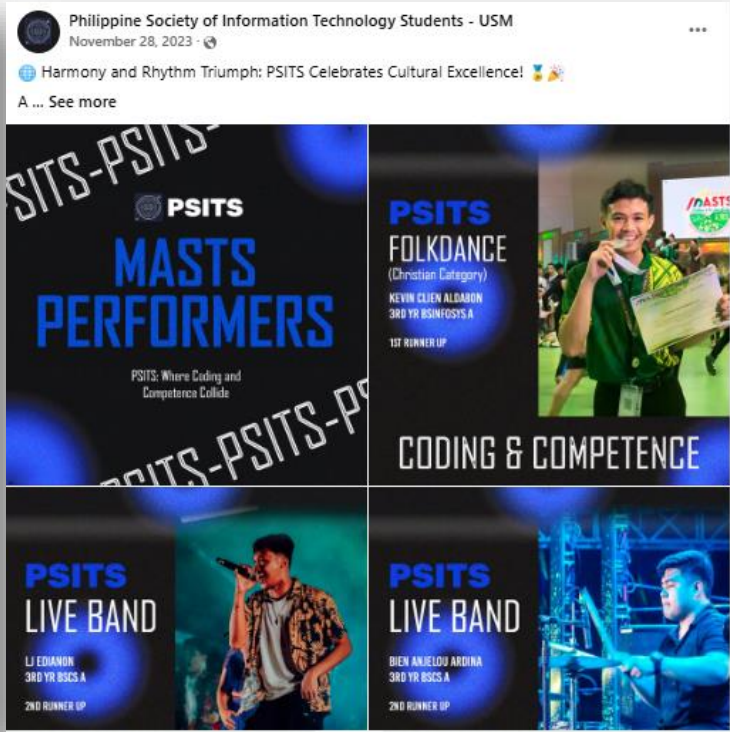 Philippine Society of Information Technology Students - USM
November 28, 2023 ·
Harmony and Rhythm Triumph: PSITS Celebrates Cultural Excellence!
A ... See more
SITS-PSITS-
PSITS
MASTS
PERFORMERS
PSITS: Where Coding and
Competence Collide
PSITS-PSITS-PS
PSITS
FOLKDANCE
(Christian Category)
KEVIN CLIEN ALDABON
3RD YR BSINFOSYS A
1ST RUNNER UP
MASTS
CODING & COMPETENCE
PSITS
LIVE BAND
LJ EDIANON
3RD YR BSCS A
2ND RUNNER UP
PSITS
LIVE BAND
BIEN ANJELOU ARDINA
3RD YR BSCS A
2ND RUNNER UP